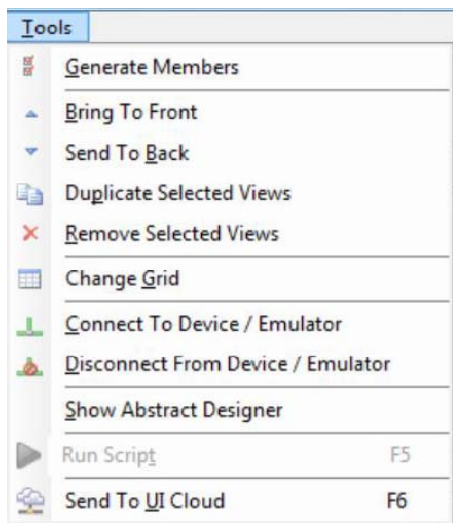 Tools
Generate Members
Bring To Front
Send To Back
Duplicate Selected Views
Remove Selected Views
Change Grid
Connect To Device / Emulator
Disconnect From Device / Emulator
Show Abstract Designer
Run Script F5
Send To UI Cloud F6